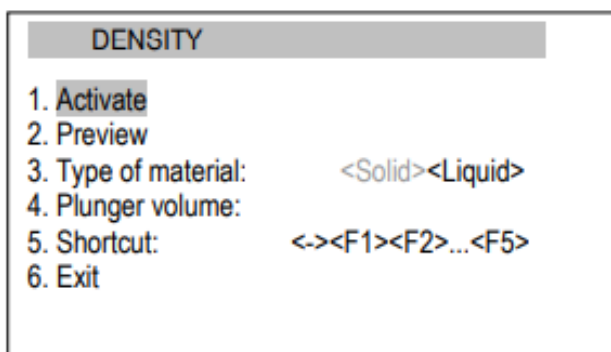 DENSITY
1. Activate
2. Preview
3. Type of material: <Solid><Liquid>
4. Plunger volume:
5. Shortcut: <-><F1><F2>...<F5>
6. Exit